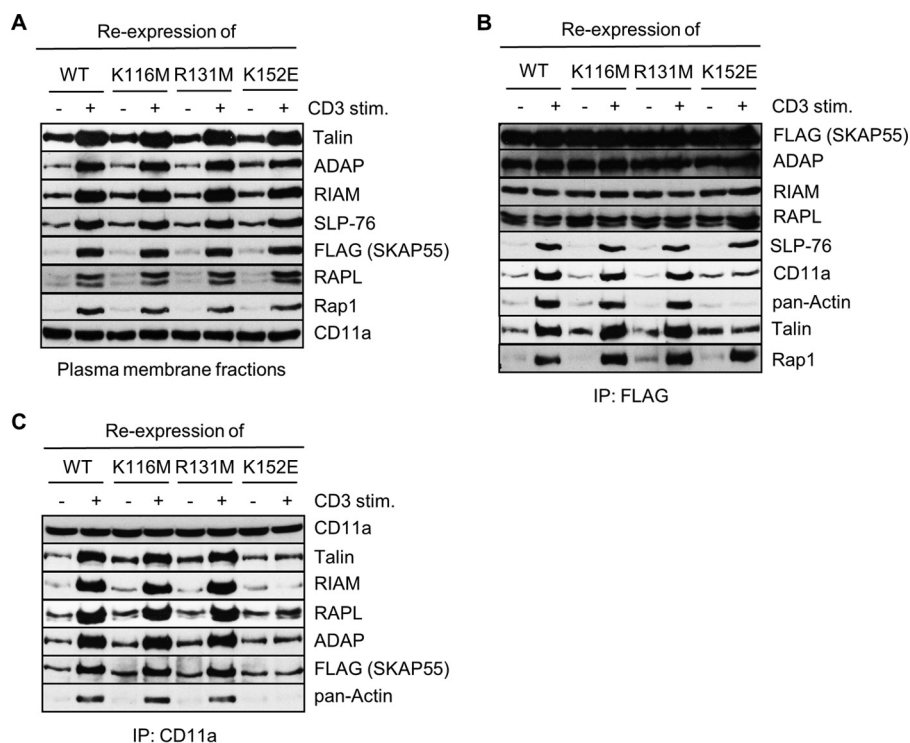 A
Re-expression of
WT K116M R131M K152E
- + - + - + - + CD3 stim.
Talin
ADAP
RIAM
SLP-76
FLAG (SKAP55)
RAPL
Rap1
CD11a
Plasma membrane fractions
B
Re-expression of
WT K116M R131M K152E
- + - + - + - + CD3 stim.
FLAG (SKAP55)
ADAP
RIAM
RAPL
SLP-76
CD11a
pan-Actin
Talin
Rap1
IP: FLAG
C
Re-expression of
WT K116M R131M K152E
- + - + - + - + CD3 stim.
CD11a
Talin
RIAM
RAPL
ADAP
FLAG (SKAP55)
pan-Actin
IP: CD11a